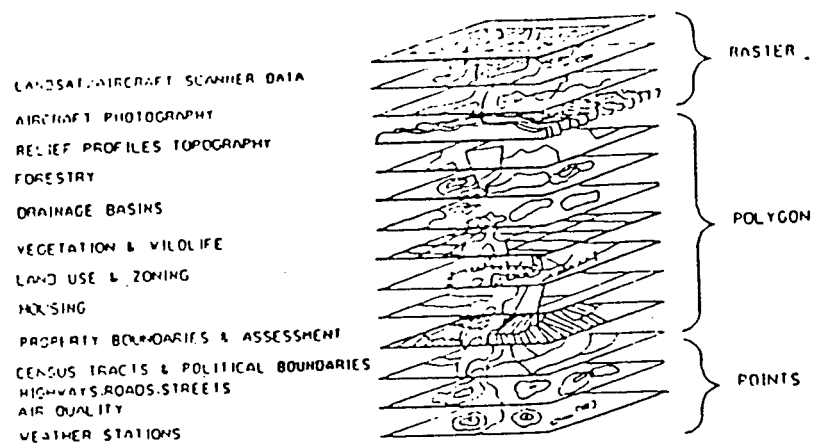 LANDSAT/AIRCRAFT SCANNER DATA
AIRCRAFT PHOTOGRAPHY
RELIEF PROFILES TOPOGRAPHY
FORESTRY
DRAINAGE BASINS
VEGETATION & WILDLIFE
LAND USE & ZONING
HOUSING
PROPERTY BOUNDARIES & ASSESSMENT
CENSUS TRACTS & POLITICAL BOUNDARIES
HIGHWAYS.ROADS.STREETS
AIR QUALITY
WEATHER STATIONS
RASTER
POLYGON
POINTS